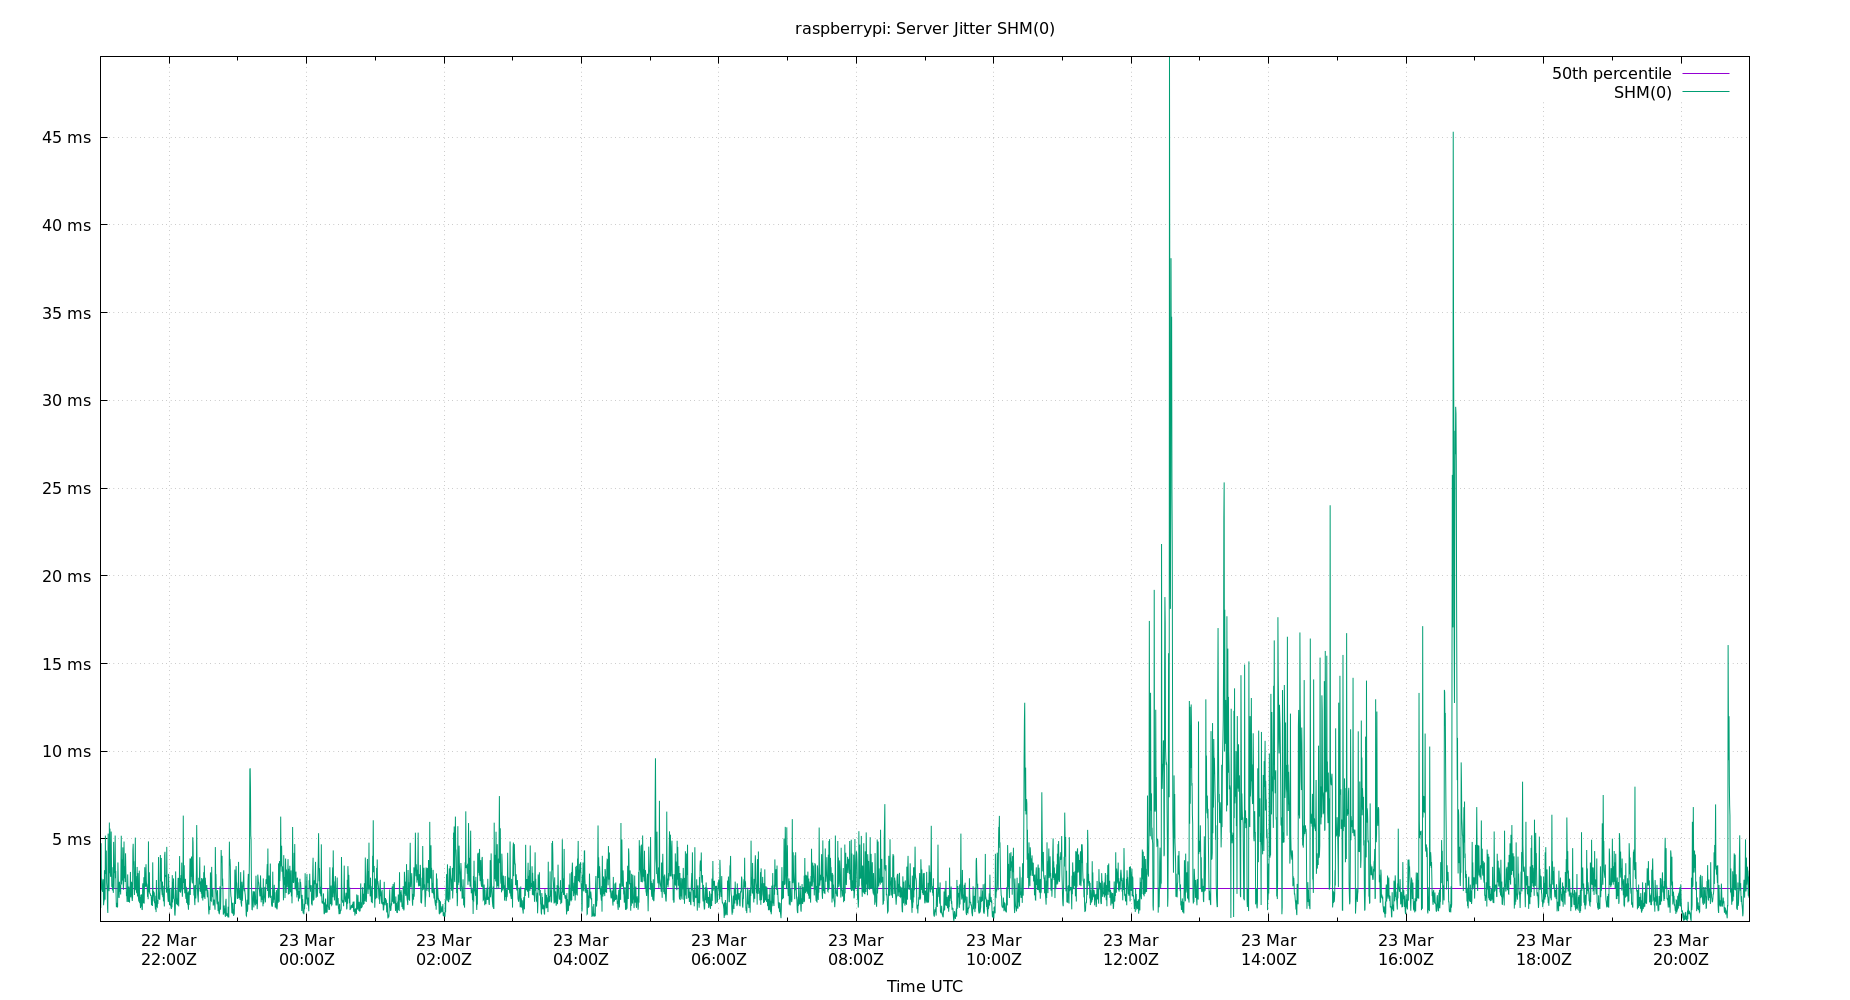 raspberrypi: Server Jitter SHM(0)
50th percentile
SHM(0)
45 ms
40 ms
35 ms
30 ms
25 ms
20 ms
15 ms
10 ms
5 ms
22 Mar 23 Mar 23 Mar 23 Mar 23 Mar 23 Mar 23 Mar 23 Mar 23 Mar 23 Mar 23 Mar 23 Mar
22:00Z 00:00Z 02:00Z 04:00Z 06:00Z 08:00Z 10:00Z 12:00Z 14:00Z 16:00Z 18:00Z 20:00Z
Time UTC